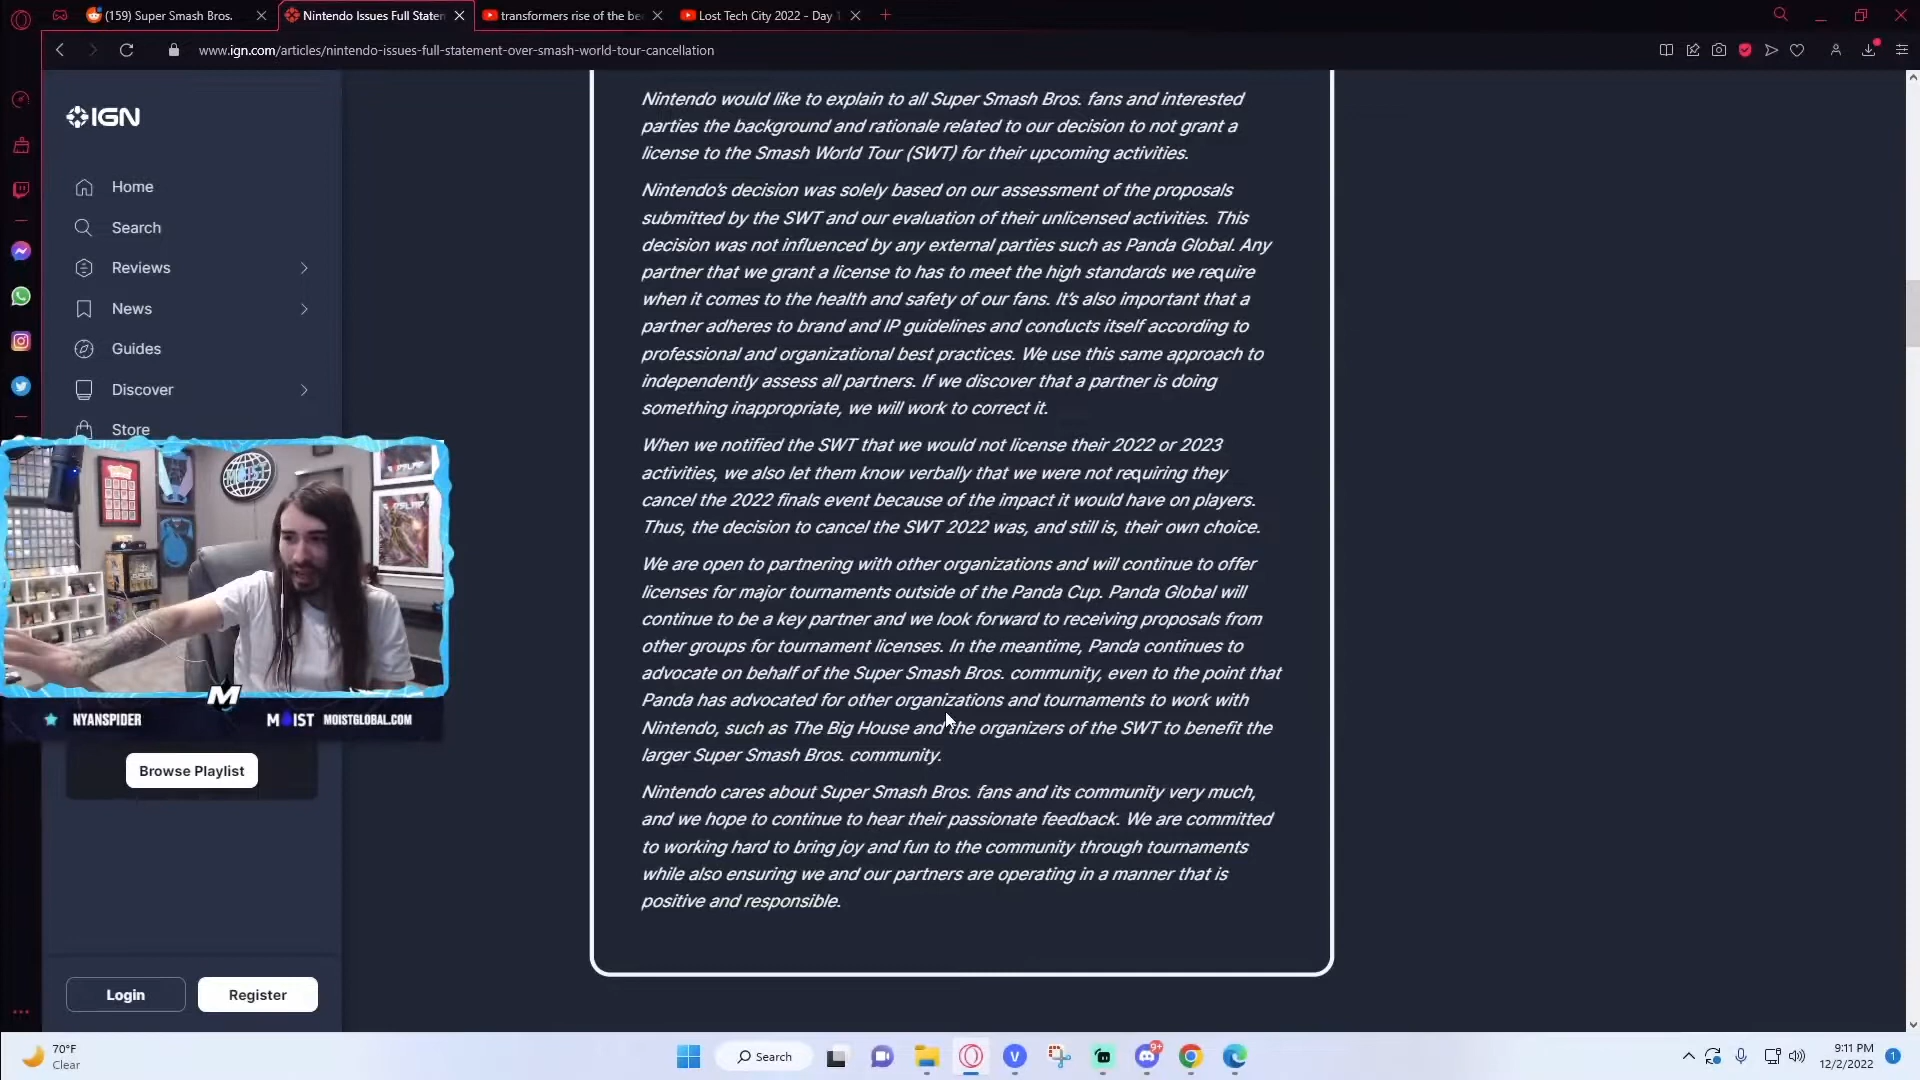 (159) Super Smash Bros.
Nintendo Issues Full Statem
transformers rise of the be
Lost Tech City 2022 - Day 1
www.ign.com/articles/nintendo-issues-full-statement-over-smash-world-tour-cancellation
IGN
Home
Search
Reviews
News
Guides
Discover
Store
Nintendo would like to explain to all Super Smash Bros. fans and interested
parties the background and rationale related to our decision to not grant a
license to the Smash World Tour (SWT) for their upcoming activities.
Nintendo's decision was solely based on our assessment of the proposals
submitted by the SWT and our evaluation of their unlicensed activities. This
decision was not influenced by any external parties such as Panda Global. Any
partner that we grant a license to has to meet the high standards we require
when it comes to the health and safety of our fans. It's also important that a
partner adheres to brand and IP guidelines and conducts itself according to
professional and organizational best practices. We use this same approach to
independently assess all partners. If we discover that a partner is doing
something inappropriate, we will work to correct it.
When we notified the SWT that we would not license their 2022 or 2023
activities, we also let them know verbally that we were not requiring they
cancel the 2022 finals event because of the impact it would have on players.
Thus, the decision to cancel the SWT 2022 was, and still is, their own choice.
We are open to partnering with other organizations and will continue to offer
licenses for major tournaments outside of the Panda Cup. Panda Global will
continue to be a key partner and we look forward to receiving proposals from
other groups for tournament licenses. In the meantime, Panda continues to
advocate on behalf of the Super Smash Bros. community, even to the point that
Panda has advocated for other organizations and tournaments to work with
Nintendo, such as The Big House and the organizers of the SWT to benefit the
larger Super Smash Bros. community.
Nintendo cares about Super Smash Bros. fans and its community very much,
and we hope to continue to hear their passionate feedback. We are committed
to working hard to bring joy and fun to the community through tournaments
while also ensuring we and our partners are operating in a manner that is
positive and responsible.
M
NYANSPIDER
MOIST MOISTGLOBAL.COM
Browse Playlist
Login
Register
70°F
Clear
Search
V
9+
9:11 PM
12/2/2022
1